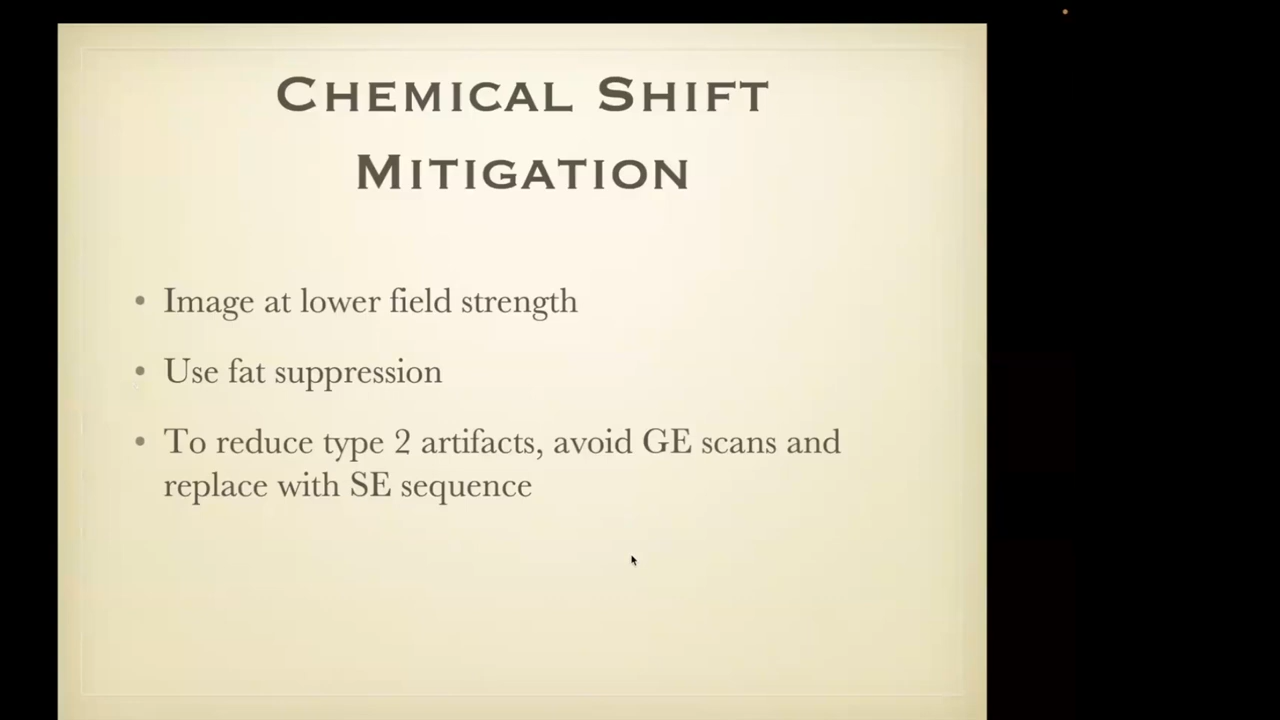 Chemical Shift
Mitigation
• Image at lower field strength
• Use fat suppression
• To reduce type 2 artifacts, avoid GE scans and
replace with SE sequence